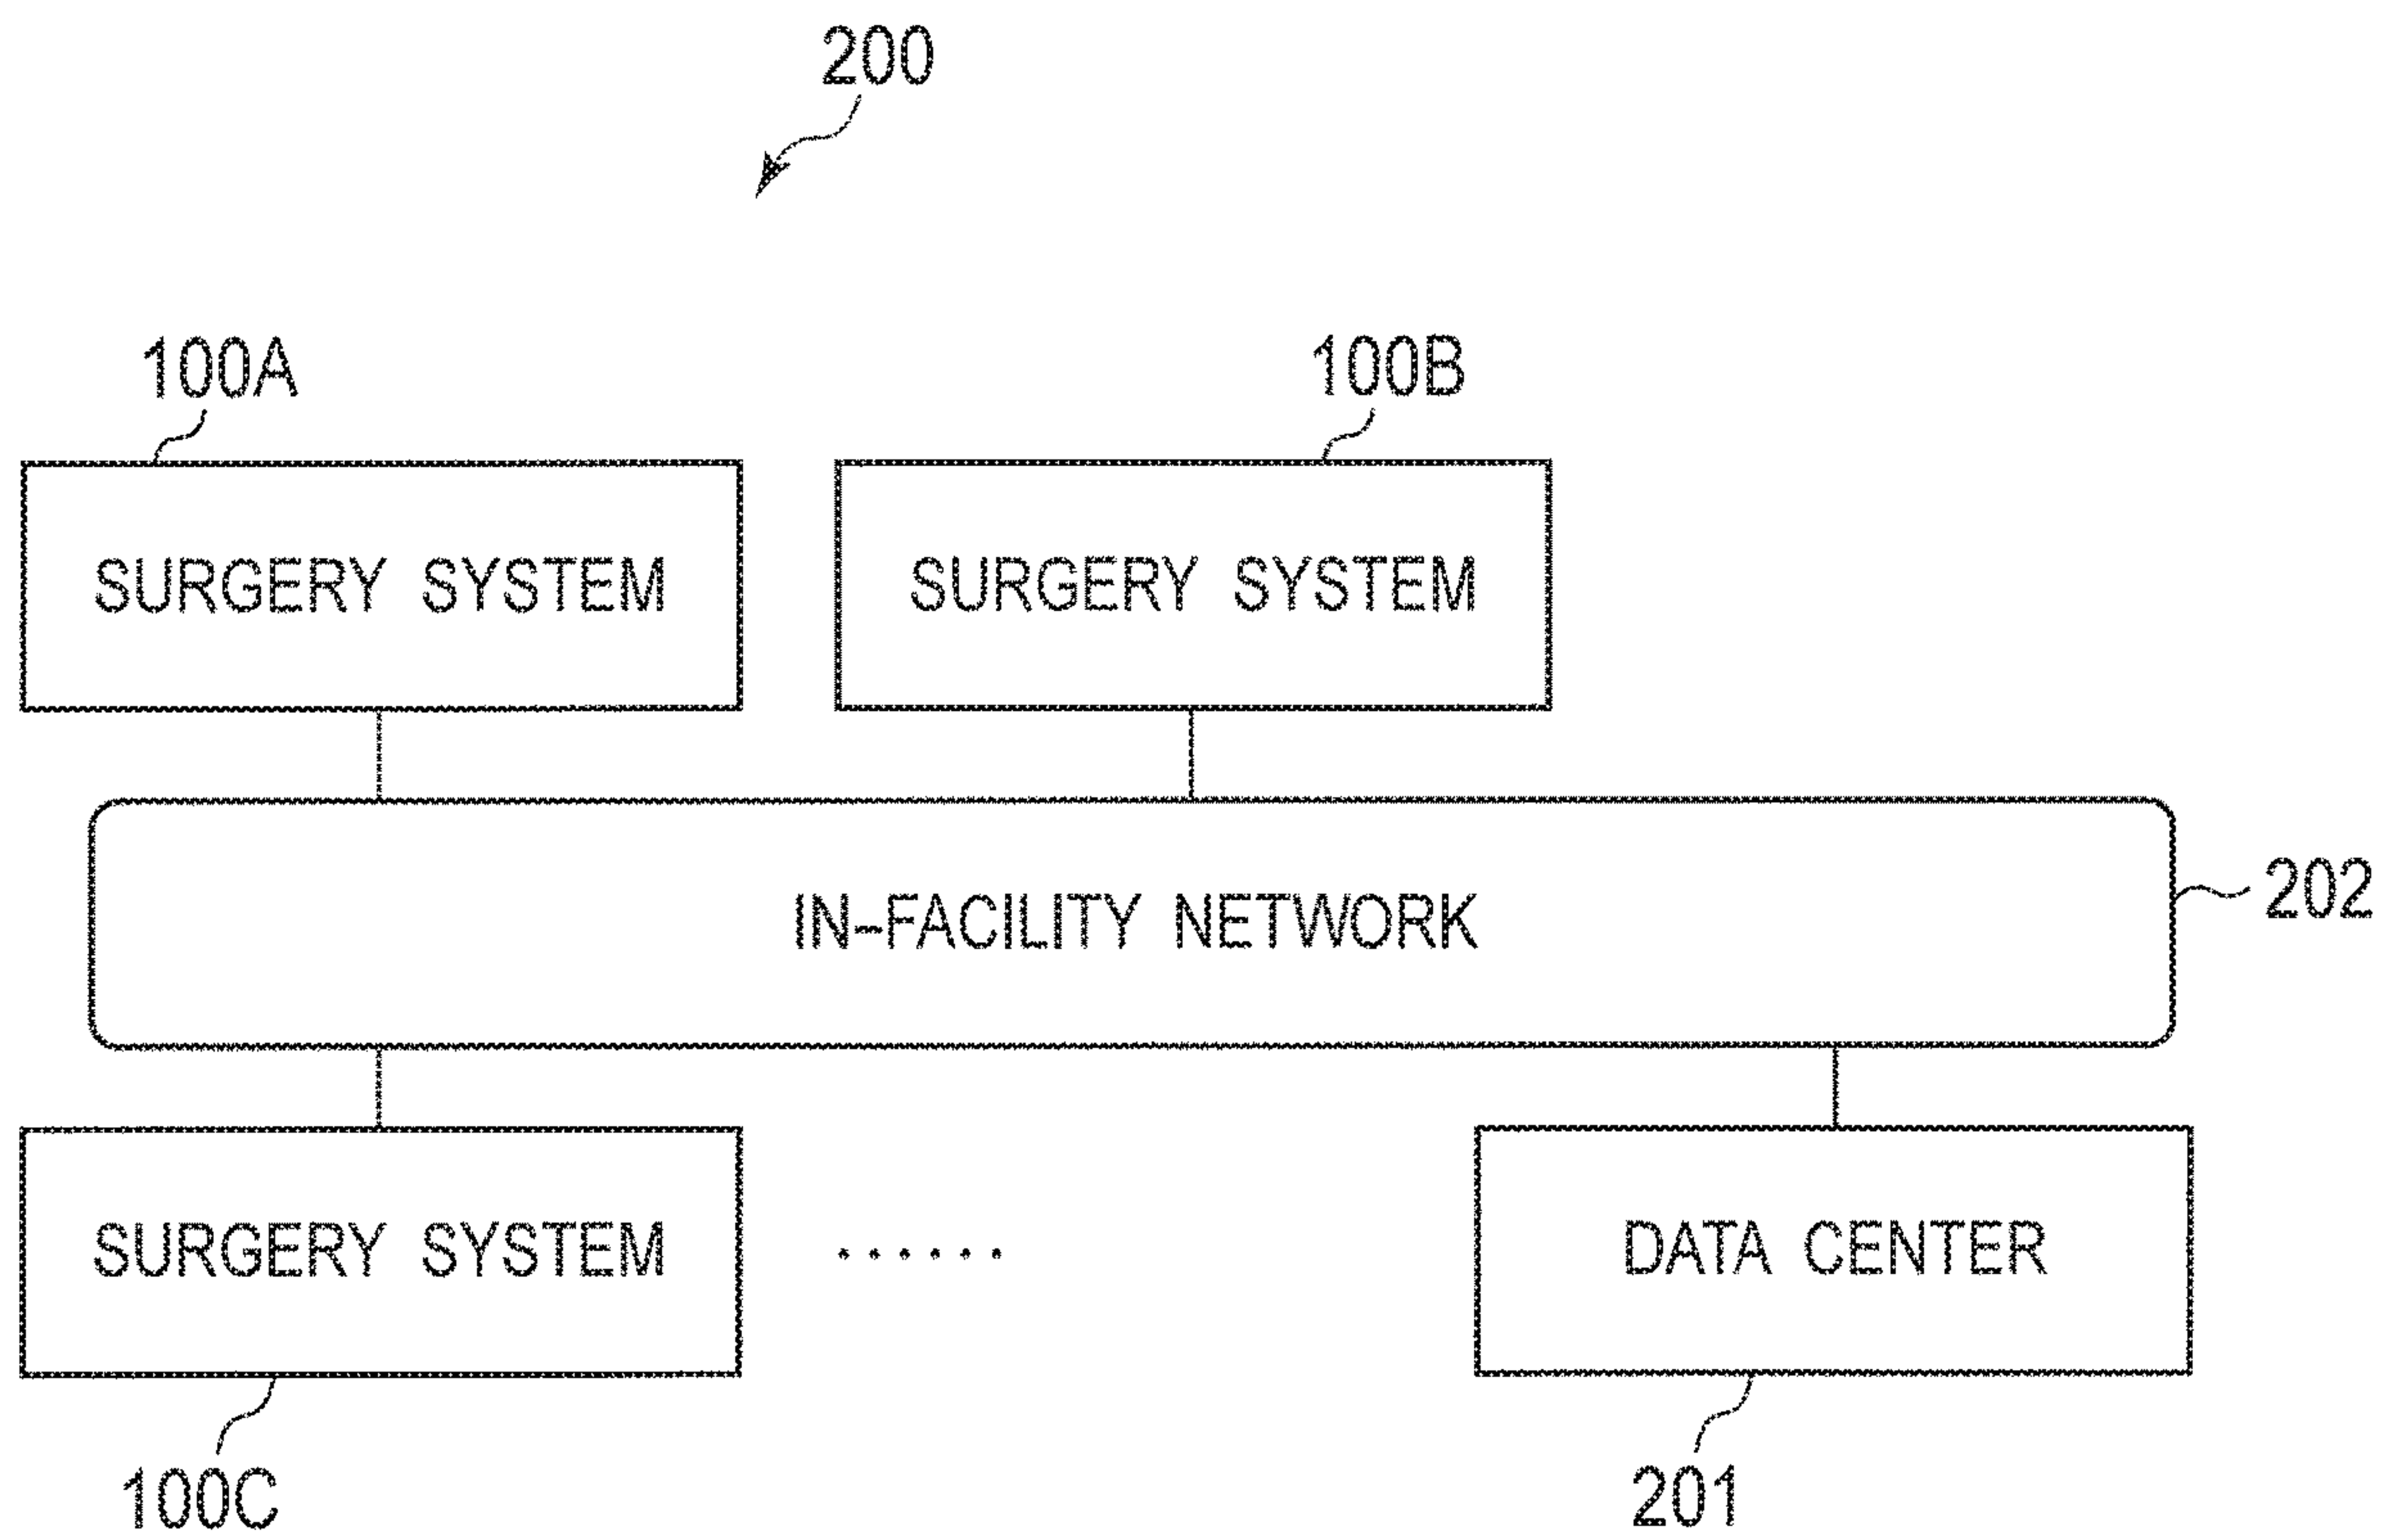 200
100A
100B
SURGERY SYSTEM
SURGERY SYSTEM
IN-FACILITY NETWORK
202
SURGERY SYSTEM
......
DATA CENTER
100C
201